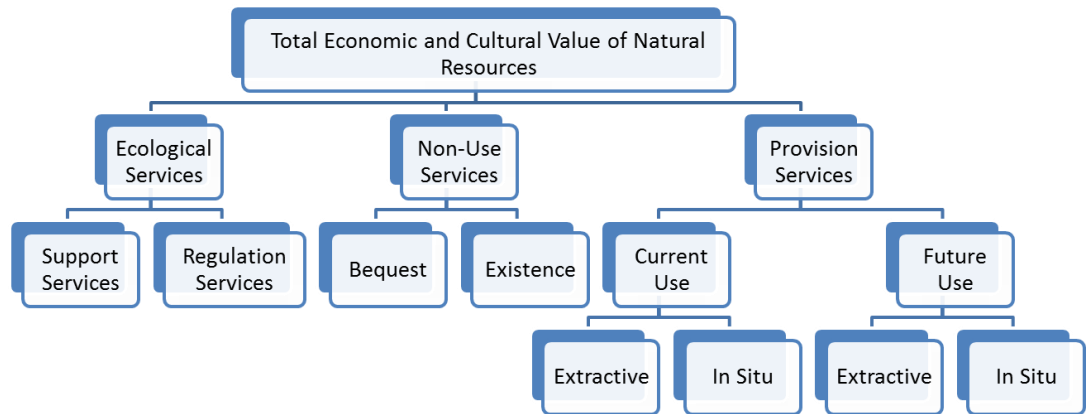 Total Economic and Cultural Value of Natural
Resources
Ecological
Services
Non-Use
Services
Provision
Services
Support
Services
Regulation
Services
Bequest
Existence
Current
Use
Future
Use
Extractive
In Situ
Extractive
In Situ